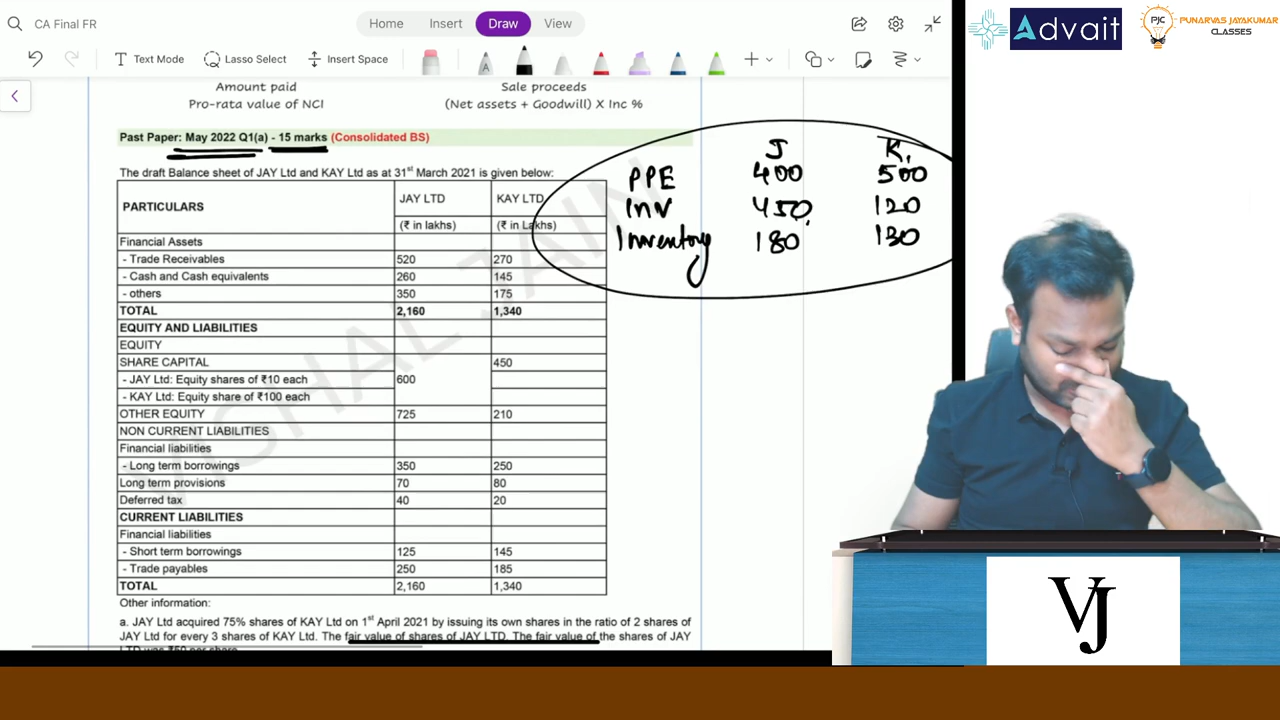 CA Final FR
Home Insert Draw View
Advait
PJC
PUNARVAS JAYAKUMAR
CLASSES
Text Mode Lasso Select Insert Space
Amount paid Sale proceeds
Pro-rata value of NCI (Net assets + Goodwill) X Inc %
Past Paper: May 2022 Q1(a) - 15 marks (Consolidated BS)
The draft Balance sheet of JAY Ltd and KAY Ltd as at 31st March 2021 is given below:
PARTICULARS JAY LTD KAY LTD
(₹ in lakhs) (₹ in Lakhs)
Financial Assets
- Trade Receivables 520 270
- Cash and Cash equivalents 260 145
- others 350 175
TOTAL 2,160 1,340
EQUITY AND LIABILITIES
EQUITY
SHARE CAPITAL 450
- JAY Ltd: Equity shares of ₹10 each 600
- KAY Ltd: Equity share of ₹100 each
OTHER EQUITY 725 210
NON CURRENT LIABILITIES
Financial liabilities
- Long term borrowings 350 250
Long term provisions 70 80
Deferred tax 40 20
CURRENT LIABILITIES
Financial liabilities
- Short term borrowings 125 145
- Trade payables 250 185
TOTAL 2,160 1,340
Other information:
a. JAY Ltd acquired 75% shares of KAY Ltd on 1st April 2021 by issuing its own shares in the ratio of 2 shares of
JAY Ltd for every 3 shares of KAY Ltd. The fair value of shares of JAY LTD. The fair value of the shares of JAY
LTD was ₹50 per share
J K
PPE 400 500
Inv 450 120
Inventory 180 130
VISHAL JAIN
VJ